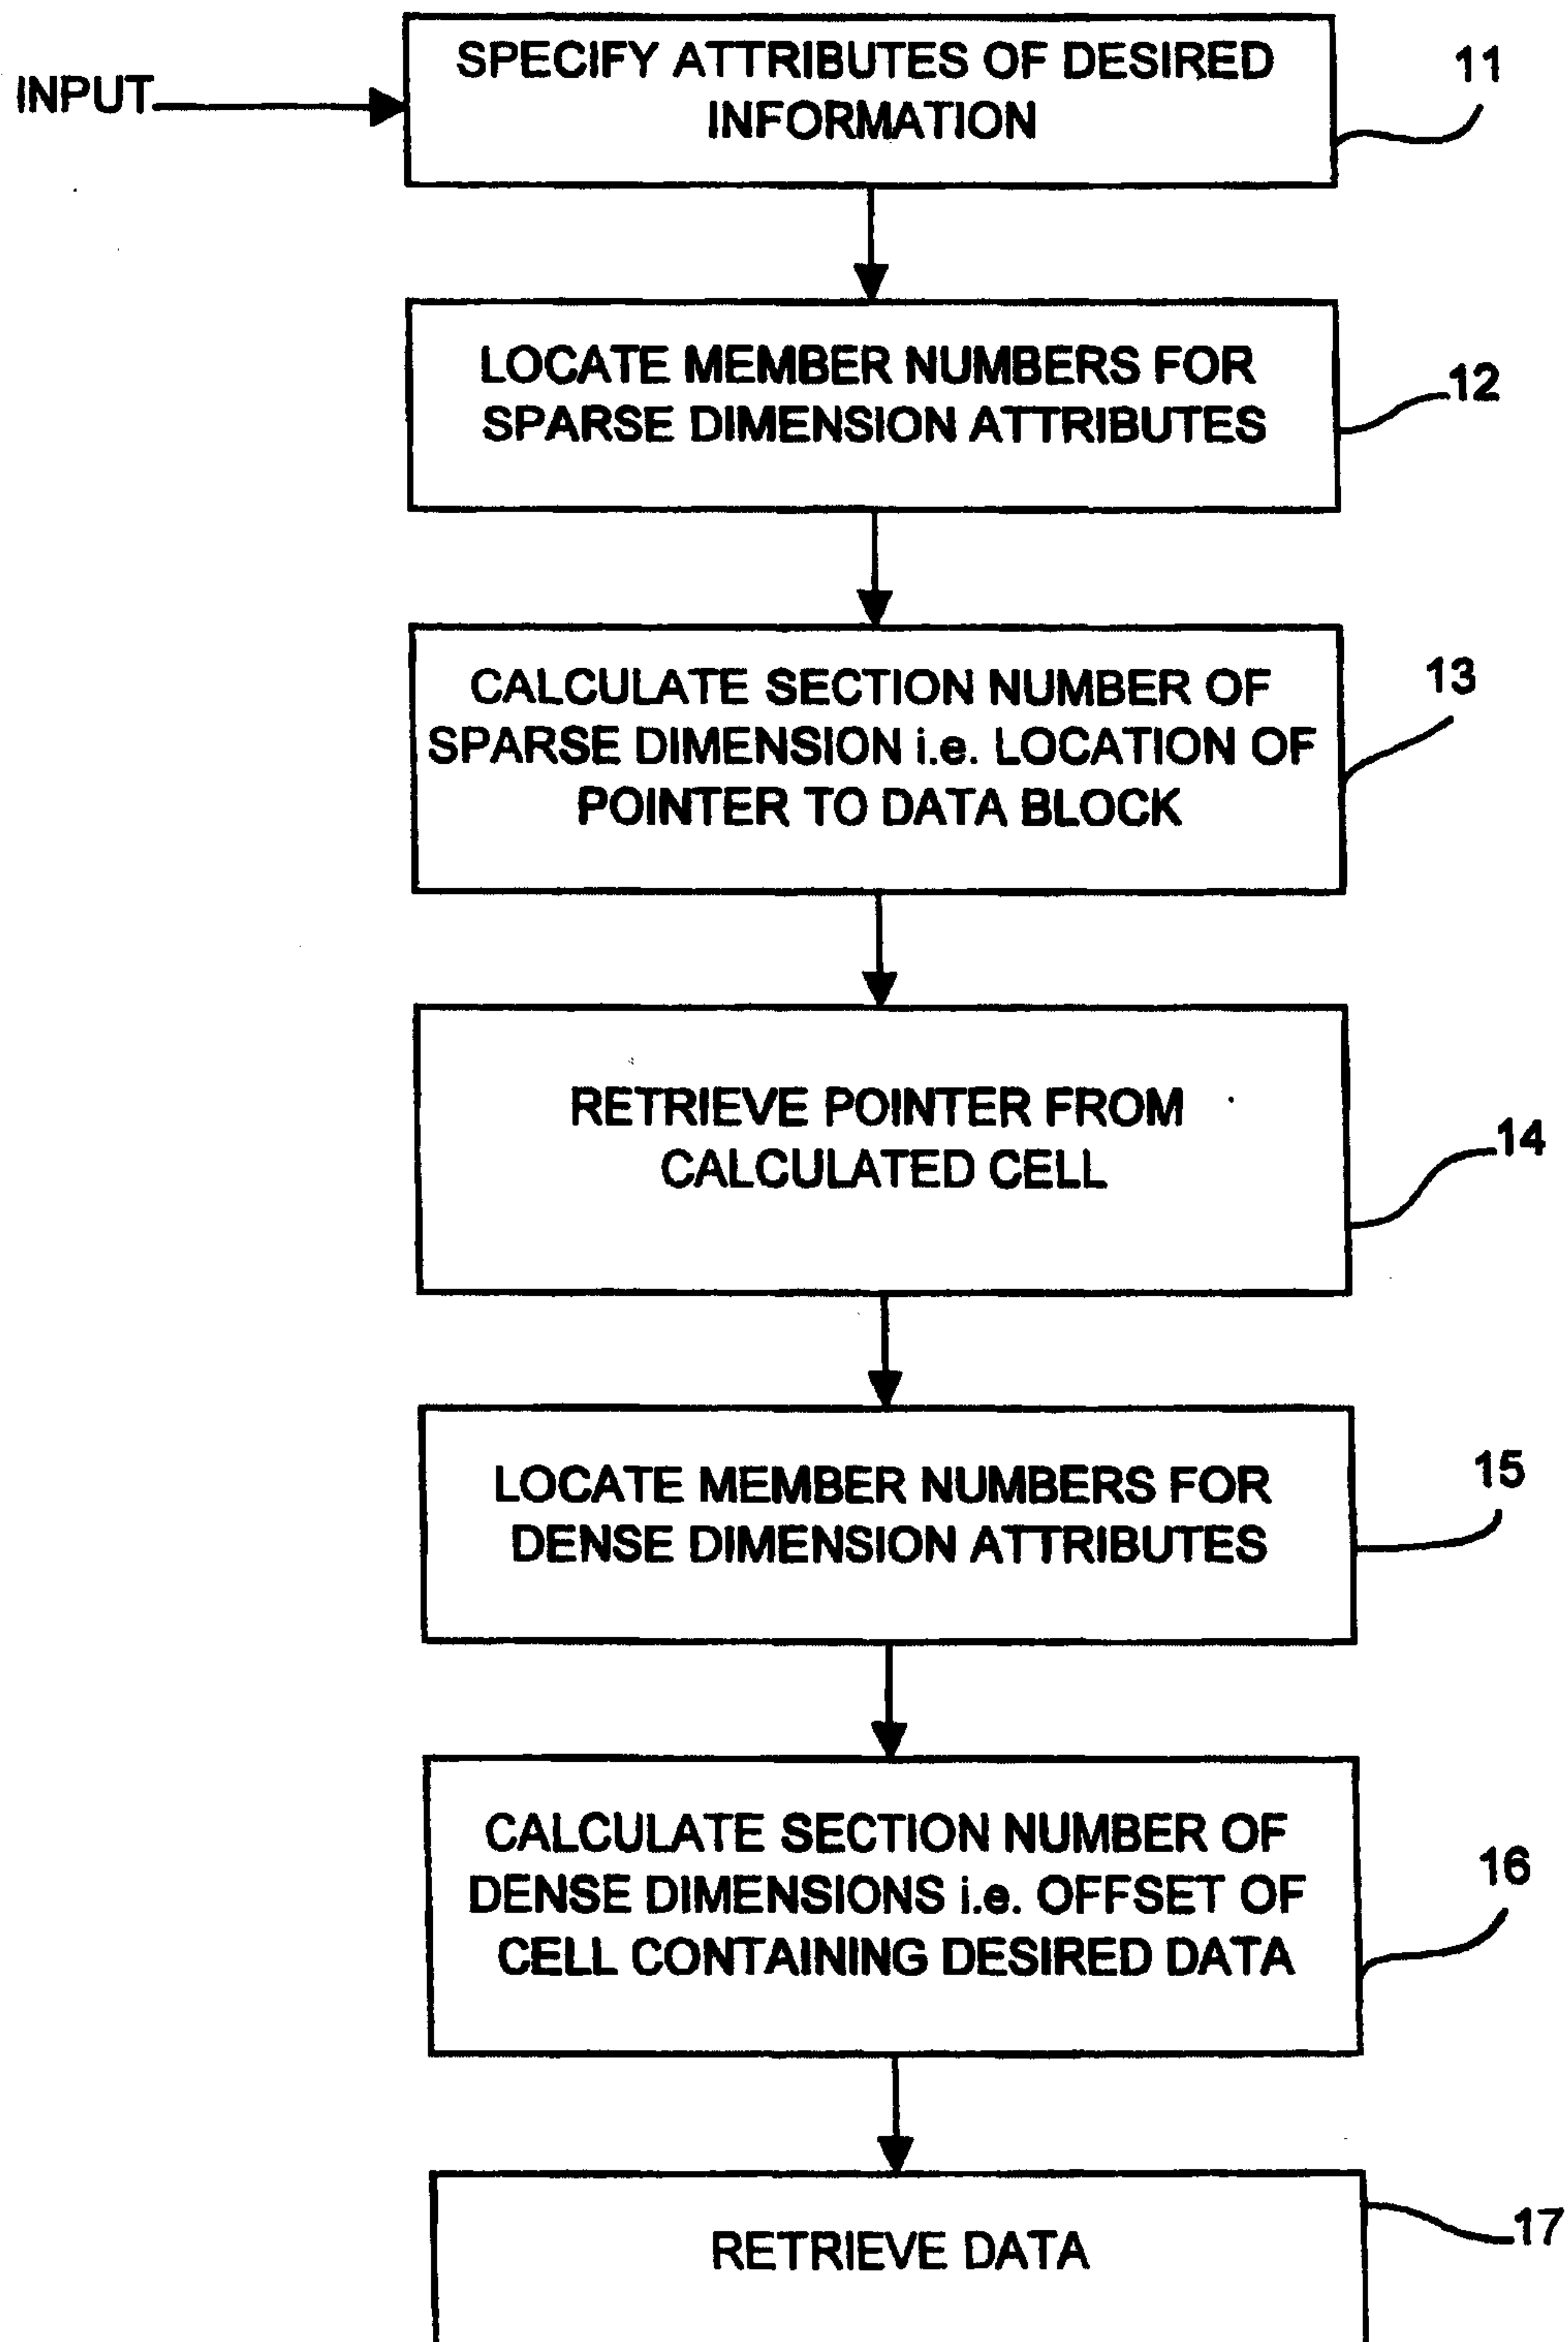 SPECIFY ATTRIBUTES OF DESIRED
INFORMATION
11
INPUT
LOCATE MEMBER NUMBERS FOR
SPARSE DIMENSION ATTRIBUTES
12
CALCULATE SECTION NUMBER OF
SPARSE DIMENSION i.e. LOCATION OF
POINTER TO DATA BLOCK
13
RETRIEVE POINTER FROM
CALCULATED CELL
14
LOCATE MEMBER NUMBERS FOR
DENSE DIMENSION ATTRIBUTES
15
CALCULATE SECTION NUMBER OF
DENSE DIMENSIONS i.e. OFFSET OF
CELL CONTAINING DESIRED DATA
16
RETRIEVE DATA
17